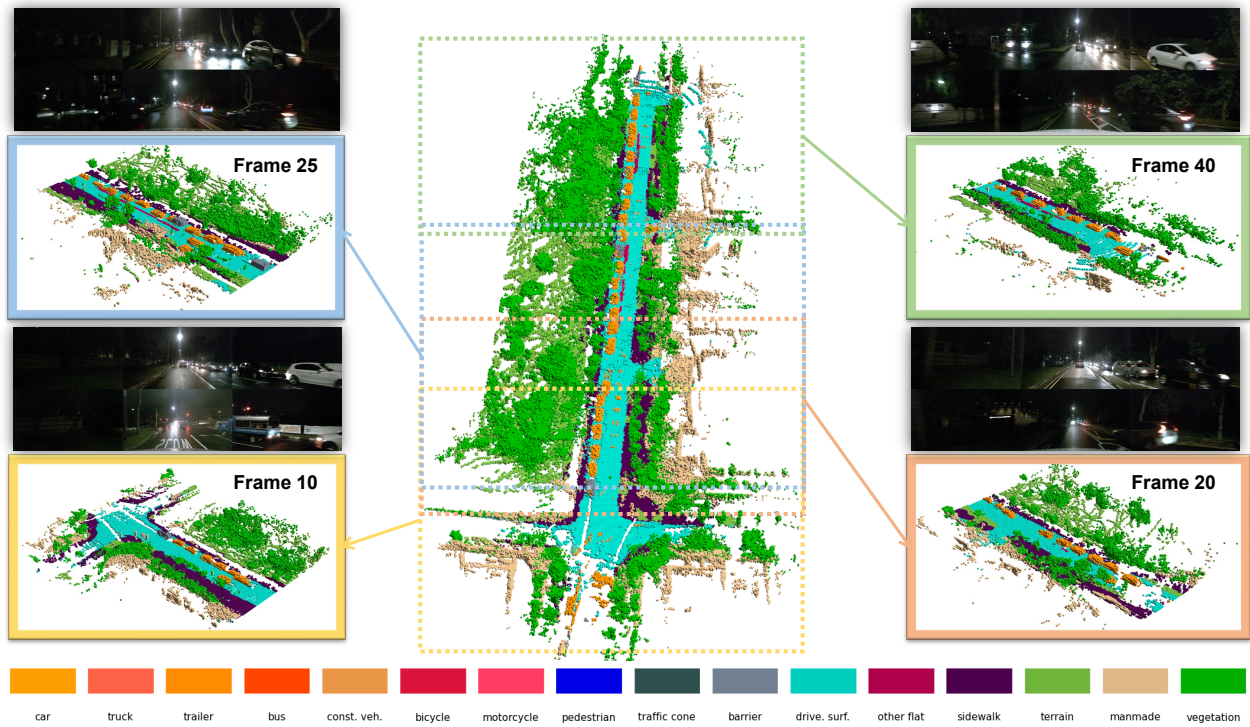 Frame 25
Frame 40
Frame 10
Frame 20
car truck trailer bus const. veh. bicycle motorcycle pedestrian traffic cone barrier drive. surf. other flat sidewalk terrain manmade vegetation